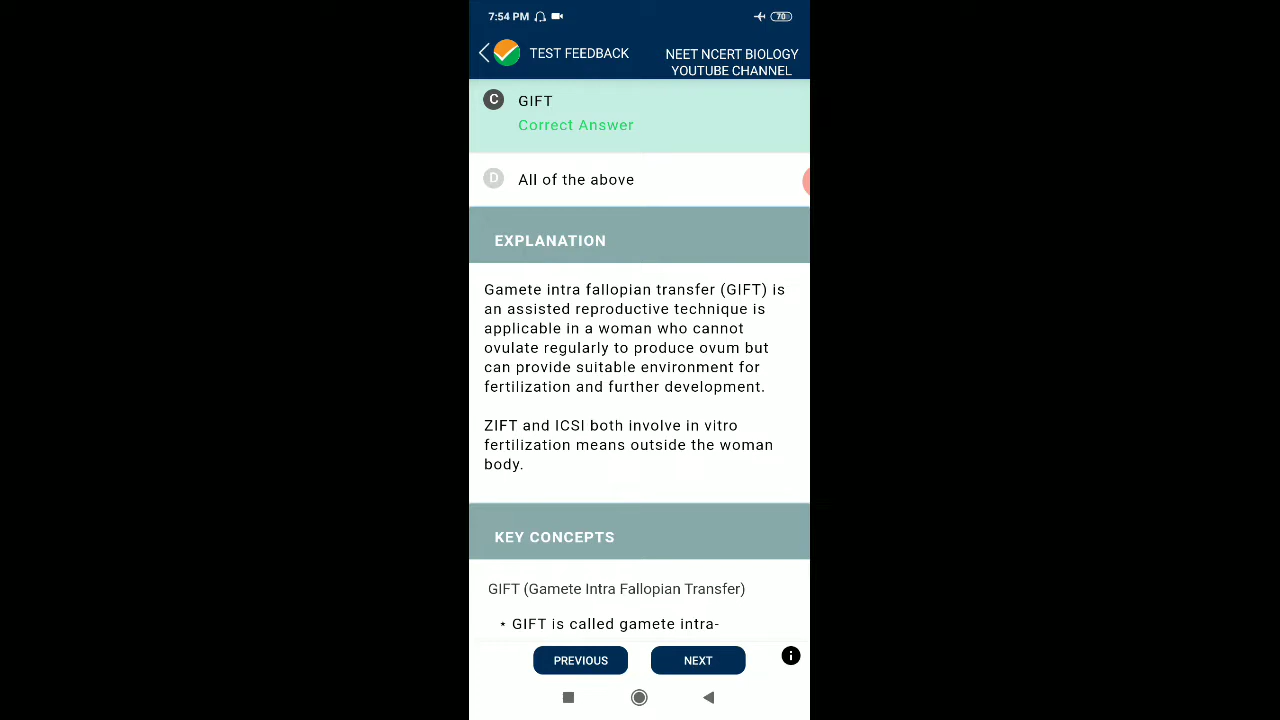 7:54 PM 70
TEST FEEDBACK
NEET NCERT BIOLOGY
YOUTUBE CHANNEL
C GIFT
Correct Answer
D All of the above
EXPLANATION
Gamete intra fallopian transfer (GIFT) is
an assisted reproductive technique is
applicable in a woman who cannot
ovulate regularly to produce ovum but
can provide suitable environment for
fertilization and further development.
ZIFT and ICSI both involve in vitro
fertilization means outside the woman
body.
KEY CONCEPTS
GIFT (Gamete Intra Fallopian Transfer)
* GIFT is called gamete intra-
PREVIOUS NEXT i